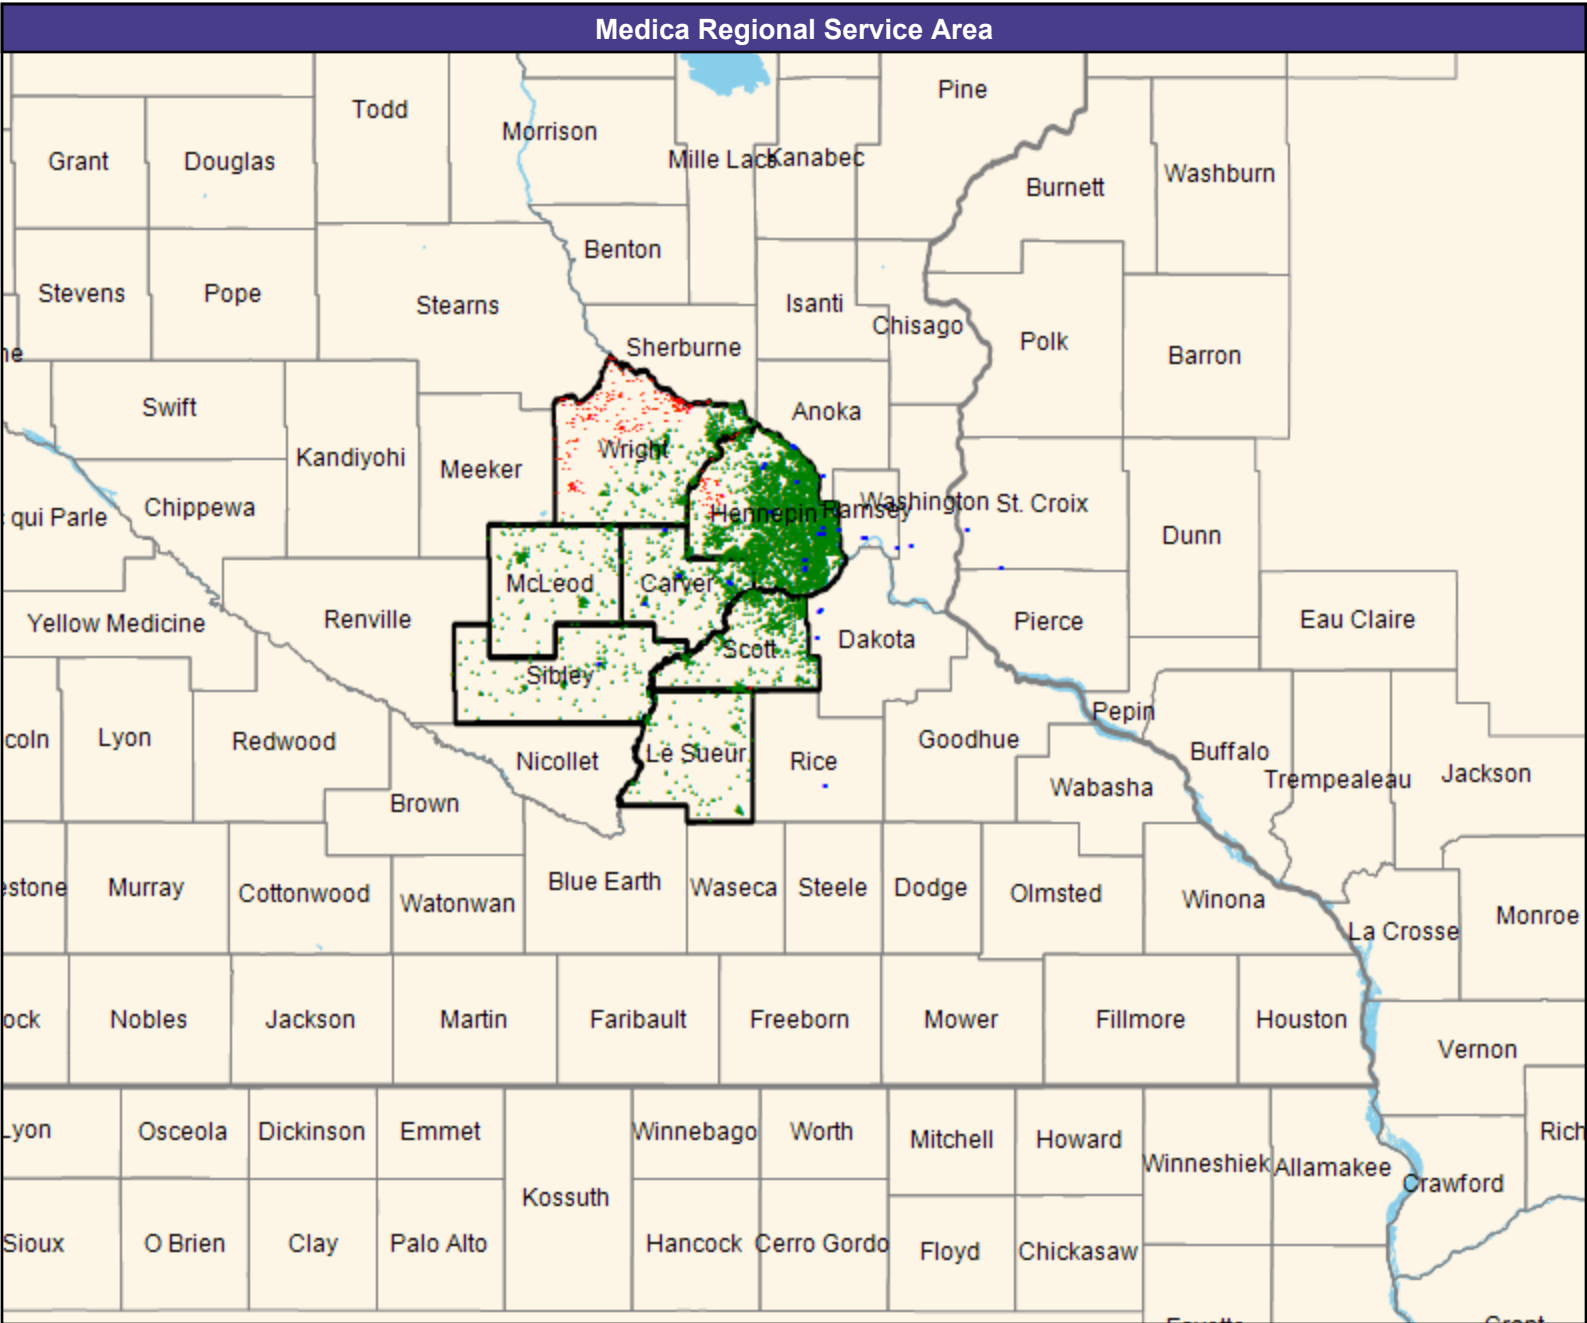 Medica Regional Service Area
Pine
Todd
Morrison
Mille Lacs
Kanabec
Grant
Douglas
Washburn
Burnett
Benton
Stevens
Pope
Stearns
Isanti
Chisago
Polk
Barron
ne
Sherburne
Swift
Anoka
Wright
Kandiyohi
Meeker
Chippewa
qui Parle
Hennepin
Ramsey
Washington
St. Croix
Dunn
McLeod
Carver
Renville
Yellow Medicine
Pierce
Eau Claire
Dakota
Scott
Sibley
Pepin
coln
Lyon
Redwood
Nicollet
Le Sueur
Rice
Goodhue
Buffalo
Trempealeau
Jackson
Wabasha
Brown
estone
Murray
Cottonwood
Watonwan
Blue Earth
Waseca
Steele
Dodge
Olmsted
Winona
La Crosse
Monroe
ock
Nobles
Jackson
Martin
Faribault
Freeborn
Mower
Fillmore
Houston
Vernon
Lyon
Osceola
Dickinson
Emmet
Winnebago
Worth
Mitchell
Howard
Winneshiek
Allamakee
Crawford
Rich
Kossuth
Sioux
O Brien
Clay
Palo Alto
Hancock
Cerro Gordo
Floyd
Chickasaw